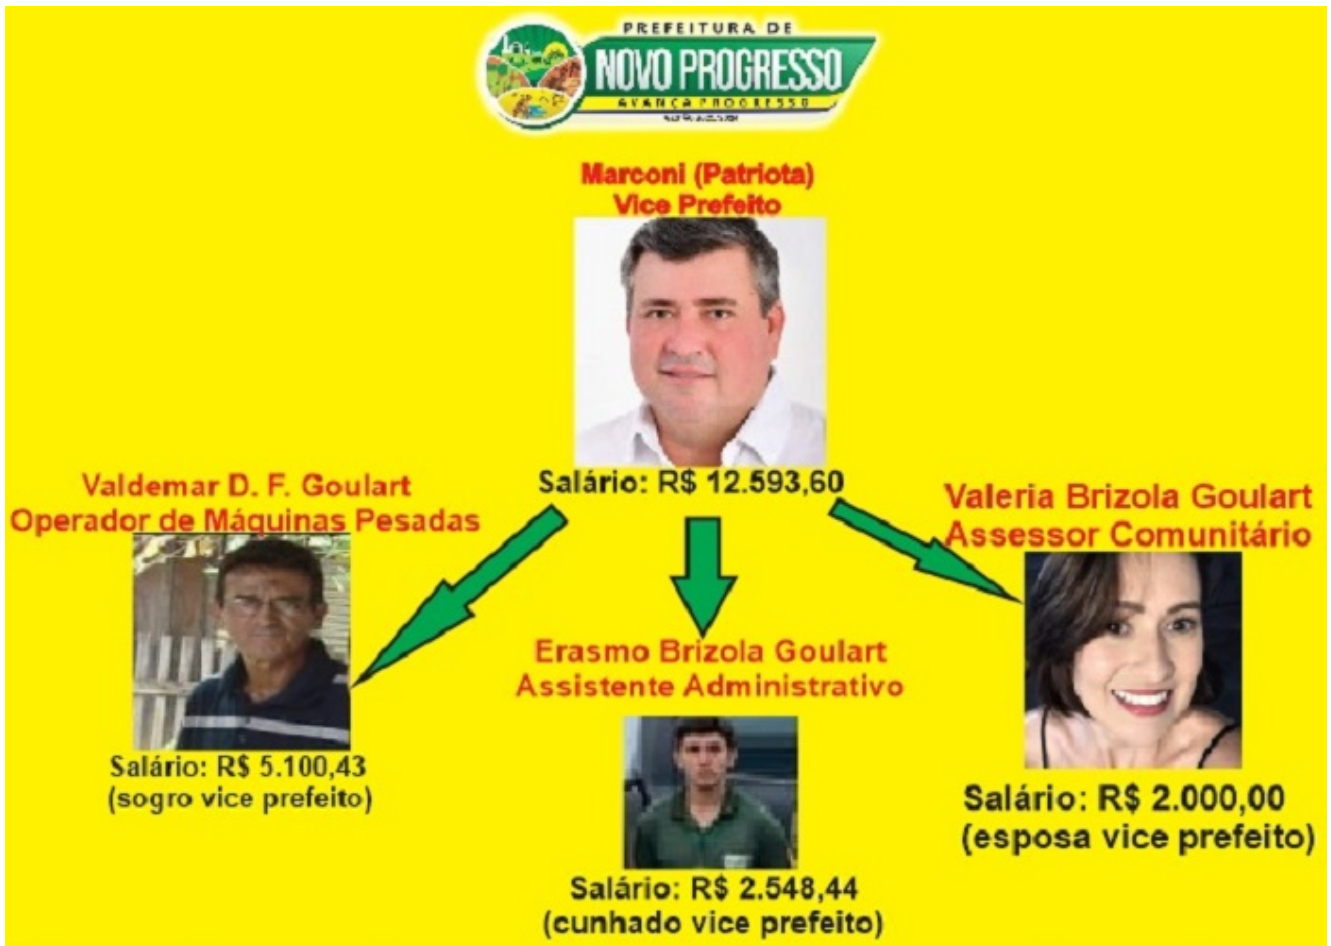 PREFEITURA DE
NOVO PROGRESSO
AVANÇA PROGRESSO
Marconi (Patriota)
Vice Prefeito
Salário: R$ 12.593,60
Valdemar D. F. Goulart
Operador de Máquinas Pesadas
Salário: R$ 5.100,43
(sogro vice prefeito)
Erasmo Brizola Goulart
Assistente Administrativo
Salário: R$ 2.548,44
(cunhado vice prefeito)
Valeria Brizola Goulart
Assessor Comunitário
Salário: R$ 2.000,00
(esposa vice prefeito)